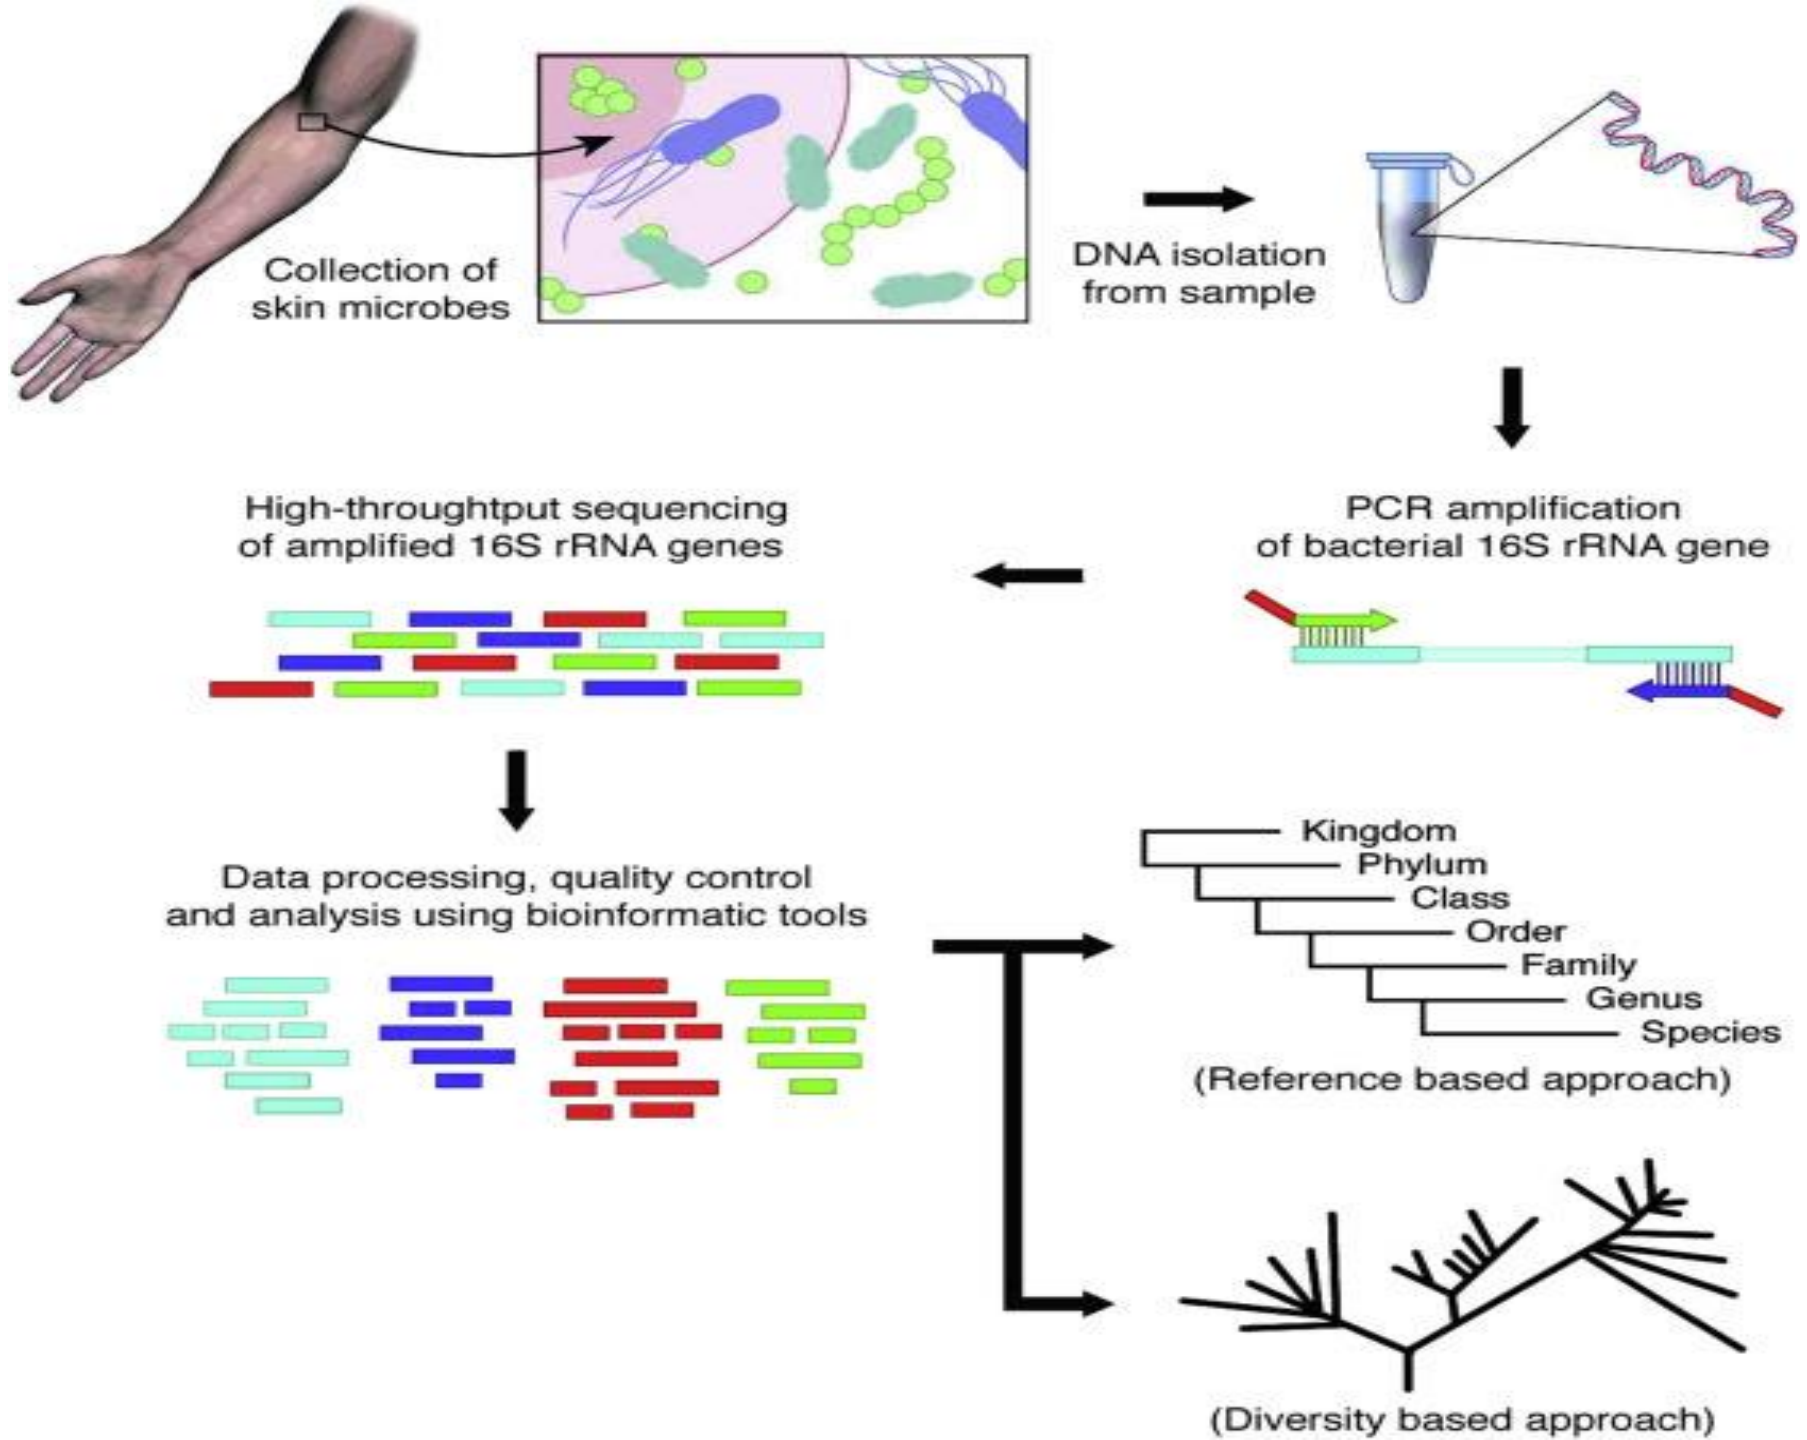 Collection of
skin microbes
DNA isolation
from sample
PCR amplification
of bacterial 16S rRNA gene
High-throughtput sequencing
of amplified 16S rRNA genes
Data processing, quality control
and analysis using bioinformatic tools
Kingdom
Phylum
Class
Order
Family
Genus
Species
(Reference based approach)
(Diversity based approach)